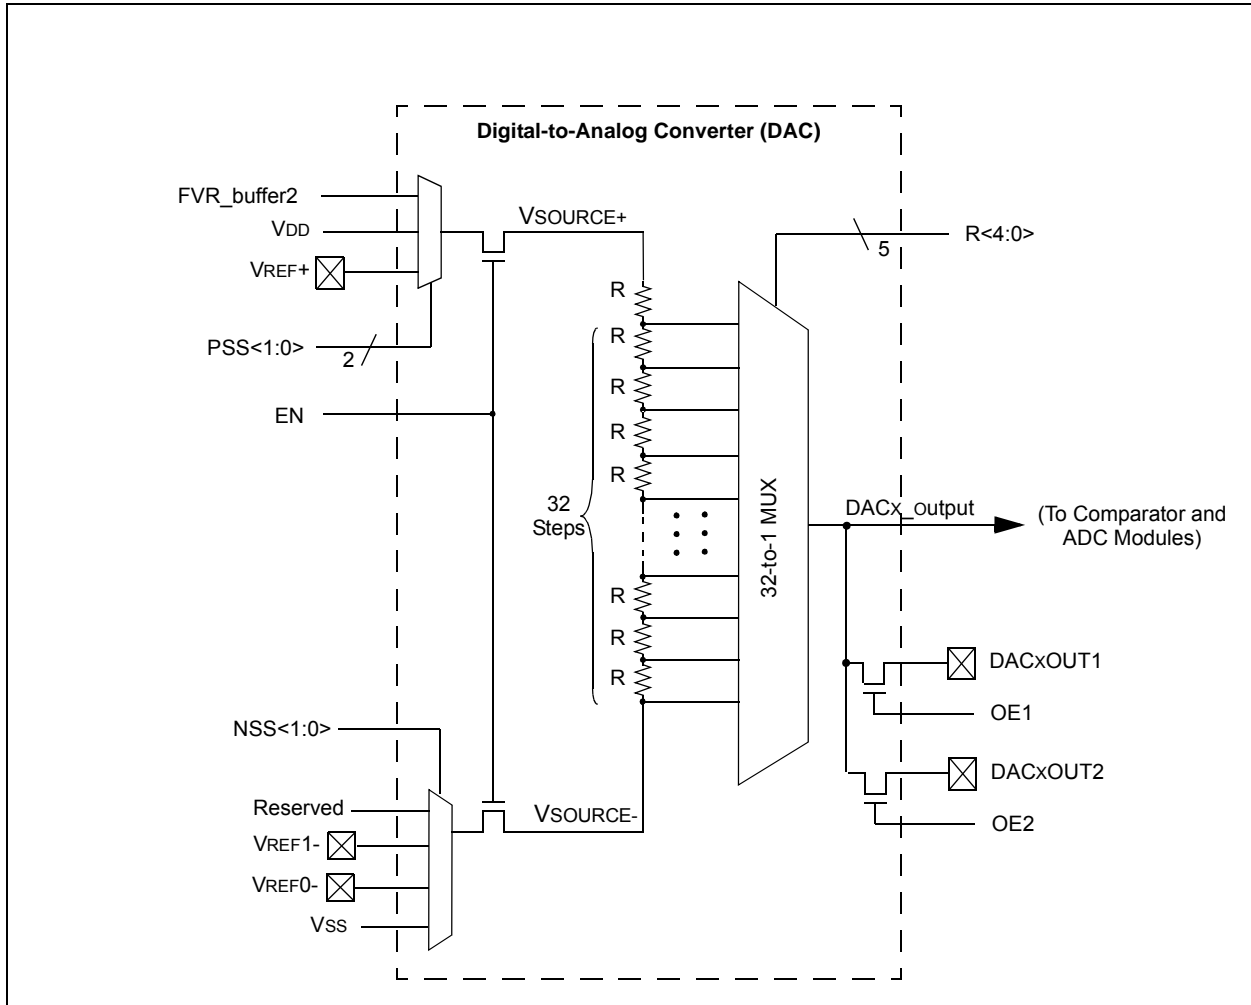 Digital-to-Analog Converter (DAC)
FVR_buffer2
VDD
VREF+
VSOURCE+
R<4:0>
5
PSS<1:0>
2
EN
R
R
R
R
R
32
Steps
R
R
R
32-to-1 MUX
DACX_output
(To Comparator and
ADC Modules)
DACXOUT1
OE1
NSS<1:0>
DACXOUT2
OE2
Reserved
VREF1-
VREF0-
VSS
VSOURCE-